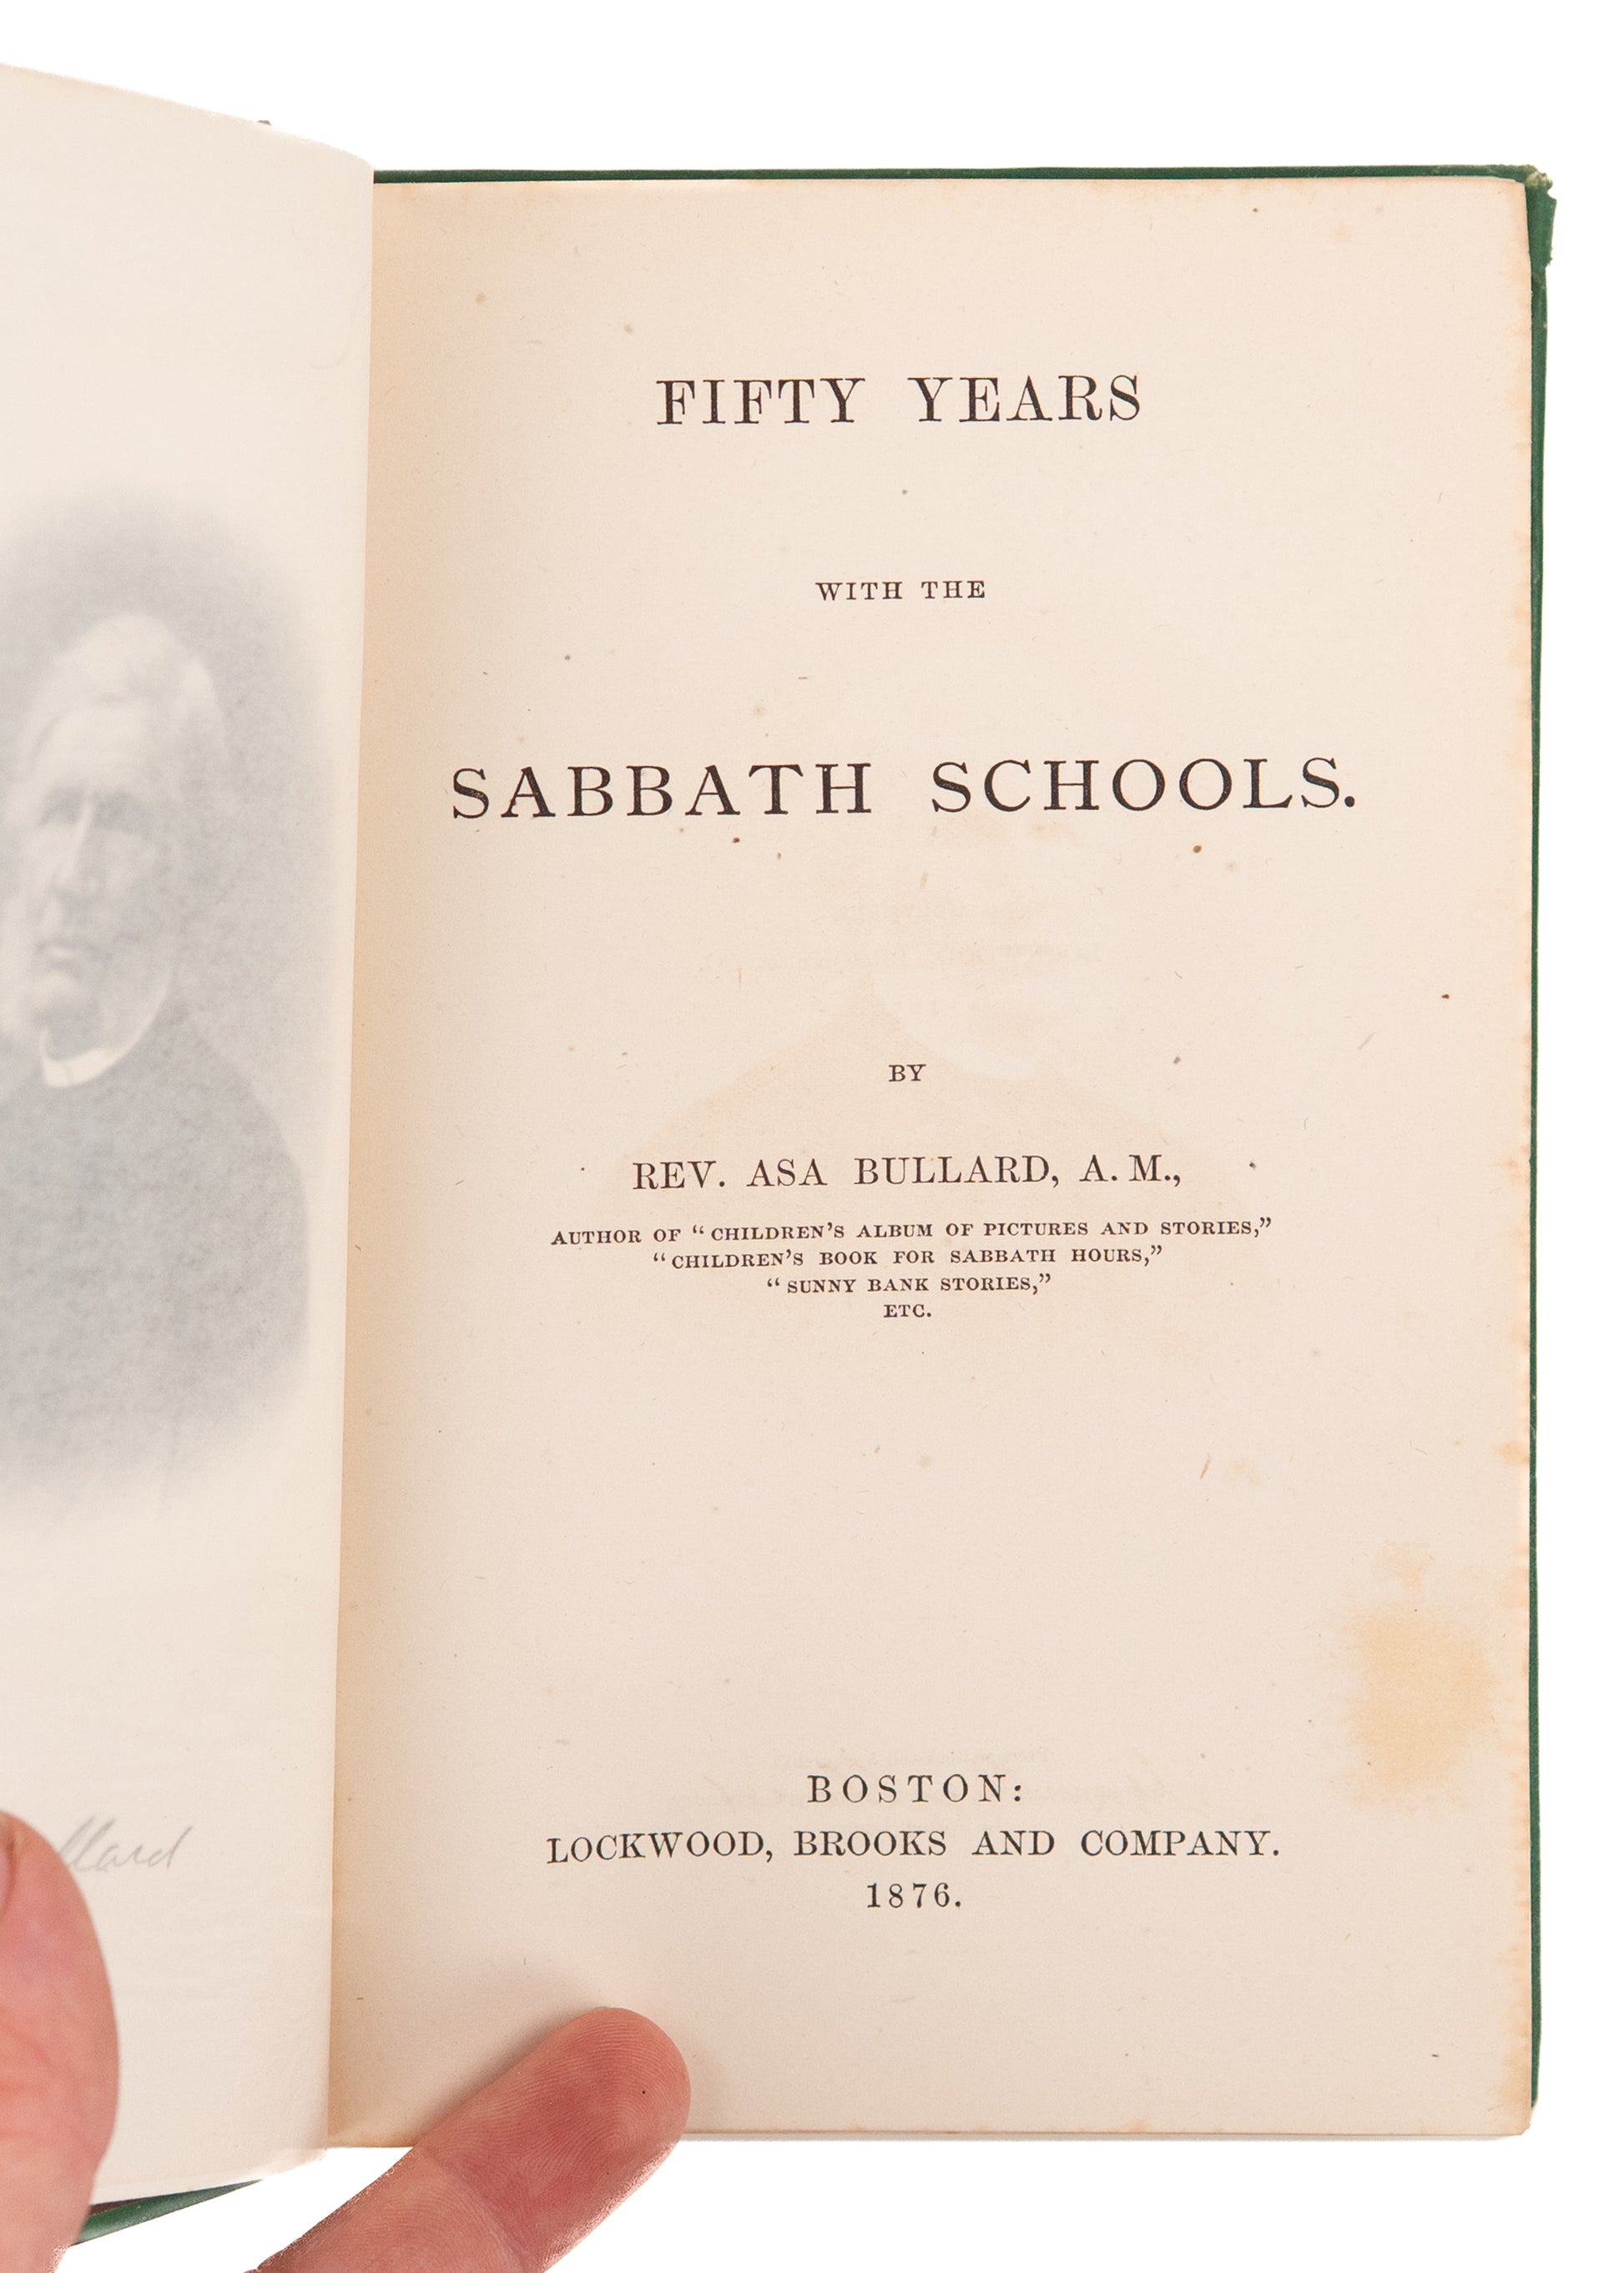 FIFTY YEARS
WITH THE
SABBATH SCHOOLS.
BY
REV. ASA BULLARD, A. M.,
AUTHOR OF “CHILDREN’S ALBUM OF PICTURES AND STORIES,”
“CHILDREN’S BOOK FOR SABBATH HOURS,”
“SUNNY BANK STORIES,”
ETC.
BOSTON:
LOCKWOOD, BROOKS AND COMPANY.
1876.